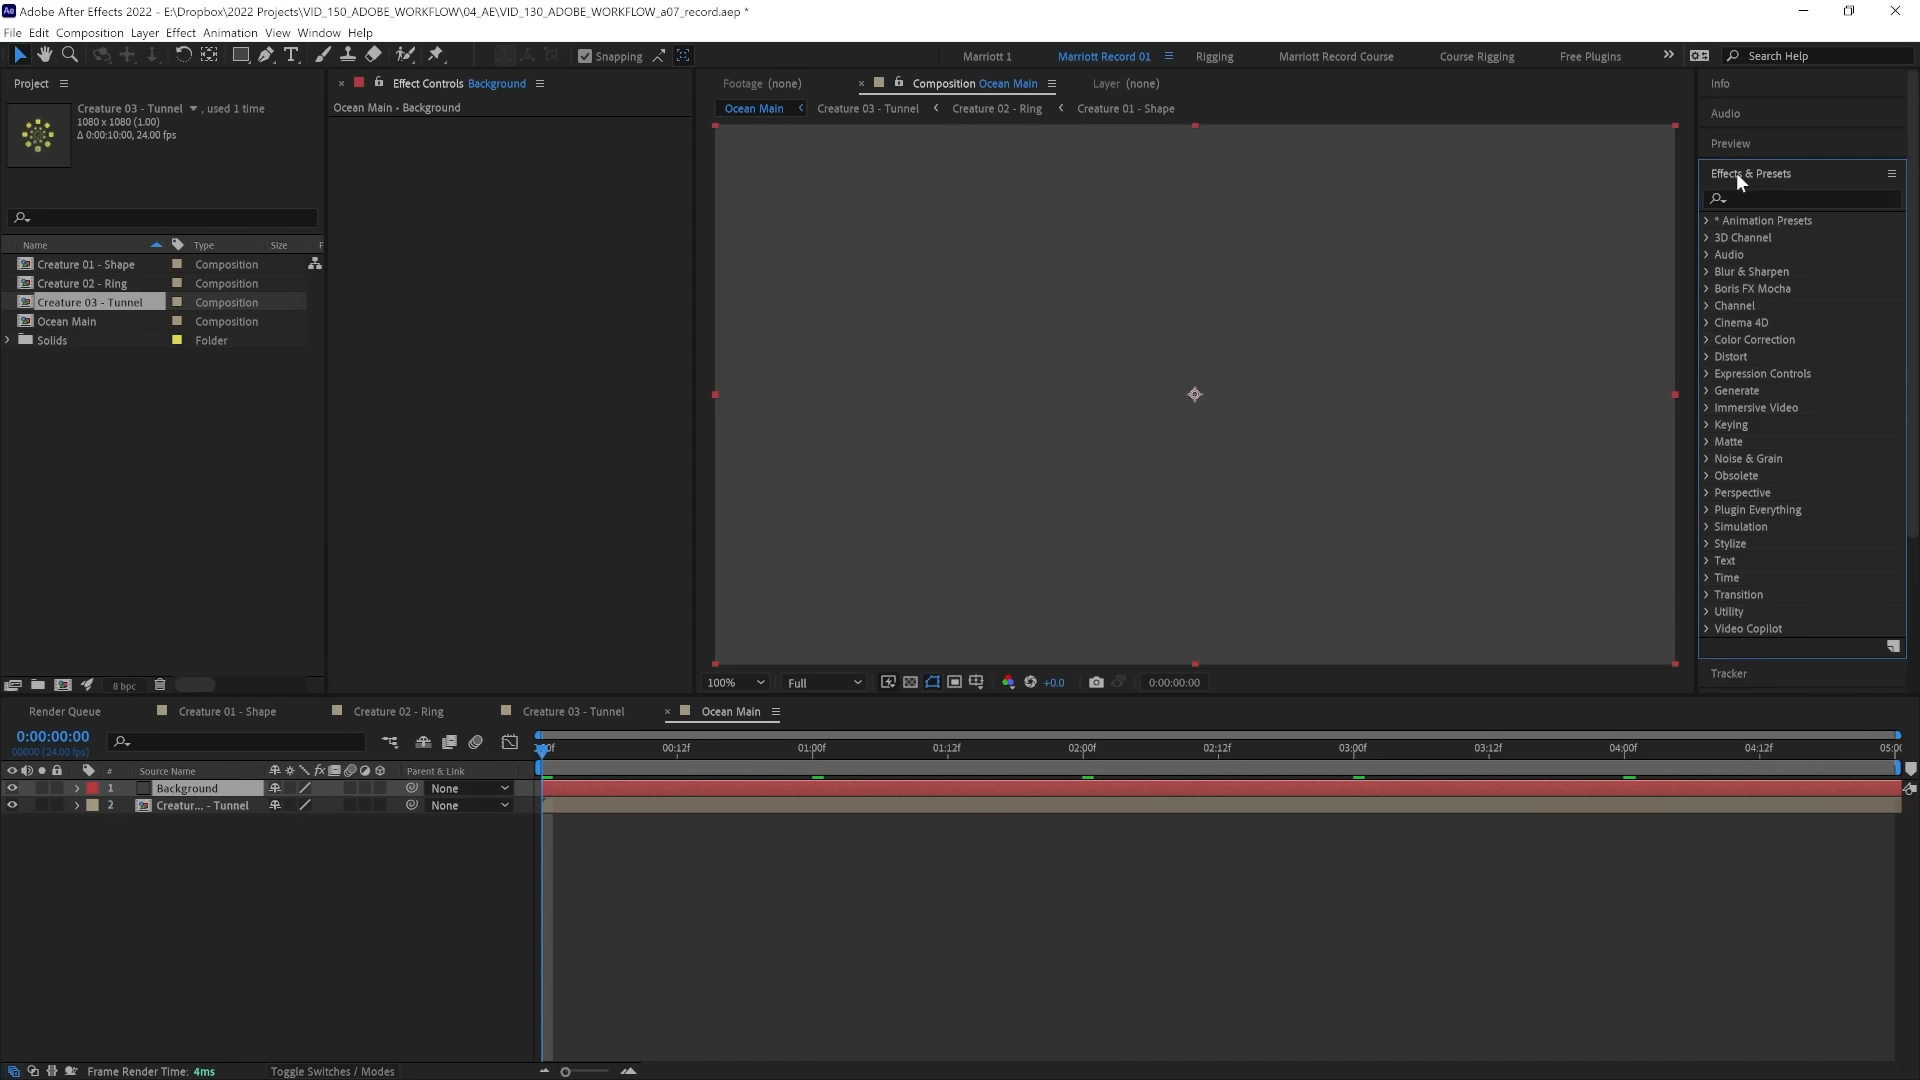 Adobe After Effects 2022 - E:\Dropbox\2022 Projects\VID_150_ADOBE_WORKFLOW\04_AE\VID_130_ADOBE_WORKFLOW_a07_record.aep *
File Edit Composition Layer Effect Animation View Window Help
Snapping
Marriott 1 Marriott Record 01 Rigging Marriott Record Course Course Rigging Free Plugins
Search Help
Project
Creature 03 - Tunnel , used 1 time
1080 x 1080 (1.00)
Δ 0:00:10:00, 24.00 fps
Name Type Size F
Creature 01 - Shape Composition
Creature 02 - Ring Composition
Creature 03 - Tunnel Composition
Ocean Main Composition
Solids Folder
8 bpc
Effect Controls Background
Ocean Main • Background
Footage (none) Composition Ocean Main Layer (none)
Ocean Main Creature 03 - Tunnel Creature 02 - Ring Creature 01 - Shape
100% Full +0.0 0:00:00:00
Info
Audio
Preview
Effects & Presets
* Animation Presets
3D Channel
Audio
Blur & Sharpen
Boris FX Mocha
Channel
Cinema 4D
Color Correction
Distort
Expression Controls
Generate
Immersive Video
Keying
Matte
Noise & Grain
Obsolete
Perspective
Plugin Everything
Simulation
Stylize
Text
Time
Transition
Utility
Video Copilot
Tracker
Render Queue Creature 01 - Shape Creature 02 - Ring Creature 03 - Tunnel Ocean Main
0:00:00:00
00000 (24.00 fps)
00:12f 01:00f 01:12f 02:00f 02:12f 03:00f 03:12f 04:00f 04:12f 05:00
# Source Name fx Parent & Link
1 Background None
2 Creatur... - Tunnel None
Frame Render Time: 4ms Toggle Switches / Modes